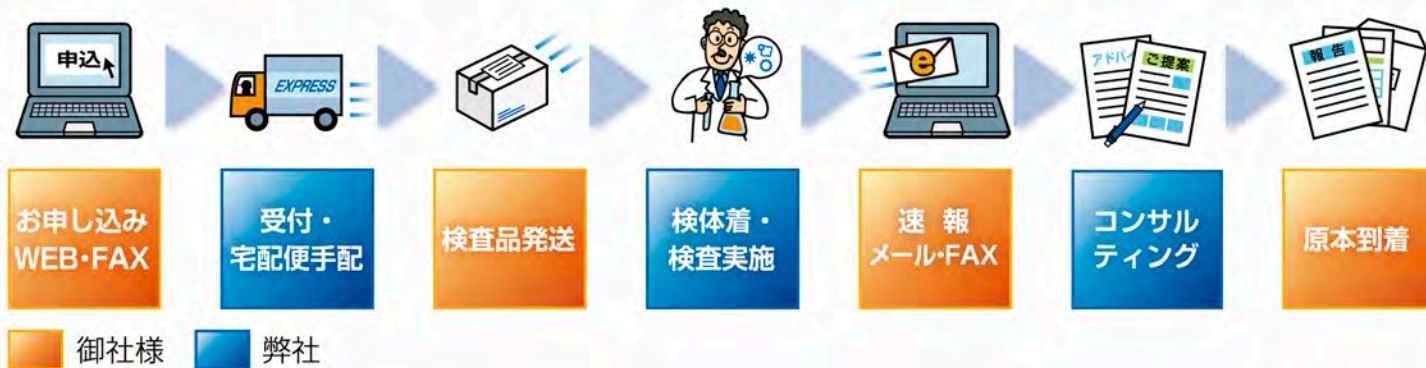 申込
EXPRESS
e
アドバイ
ご提案
報告
お申し込み
WEB・FAX
受付・
宅配便手配
検査品発送
検体着・
検査実施
速 報
メール・FAX
コンサル
ティング
原本到着
御社様
弊社